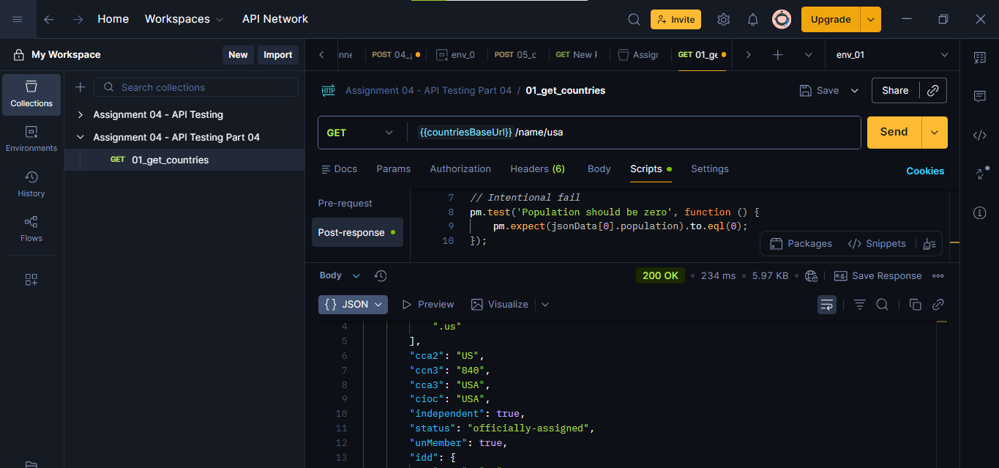 Home Workspaces API Network Invite Upgrade
My Workspace New Import POST 04_ env_0 POST 05_c GET New Assign GET 01_ge env_01
Collections
Environments
History
Flows
Search collections
Assignment 04 - API Testing
Assignment 04 - API Testing Part 04
GET 01_get_countries
HTTP Assignment 04 - API Testing Part 04 / 01_get_countries Save Share
GET {{countriesBaseUrl}}/name/usa Send
Docs Params Authorization Headers (6) Body Scripts Settings Cookies
Pre-request
Post-response
7 // Intentional fail
8 pm.test('Population should be zero', function () {
9 pm.expect(jsonData[0].population).to.eql(0);
10 });
Packages </> Snippets
Body 200 OK 234 ms 5.97 KB e.g. Save Response
{} JSON Preview Visualize
4 ".us"
5 ],
6 "cca2": "US",
7 "ccn3": "840",
8 "cca3": "USA",
9 "cioc": "USA",
10 "independent": true,
11 "status": "officially-assigned",
12 "unMember": true,
13 "idd": {